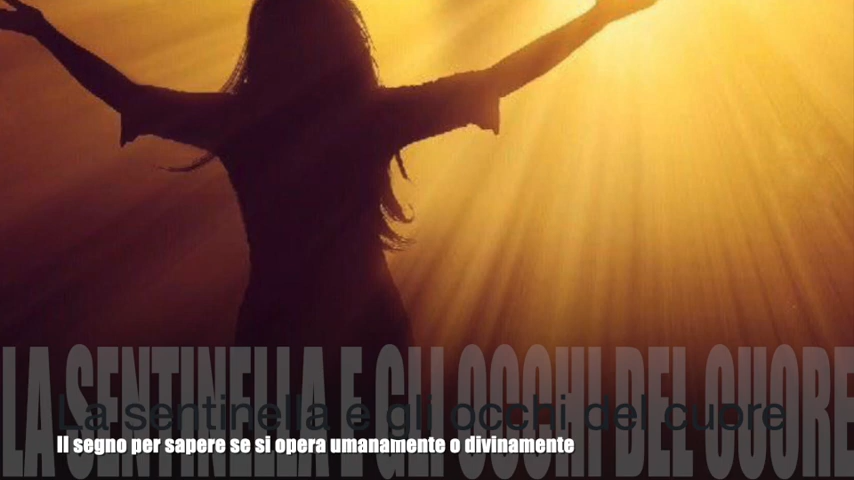 LA SENTINELLA E GLI OCCHI DEL CUORE
La sentinella e gli occhi del cuore
Il segno per sapere se si opera umanamente o divinamente